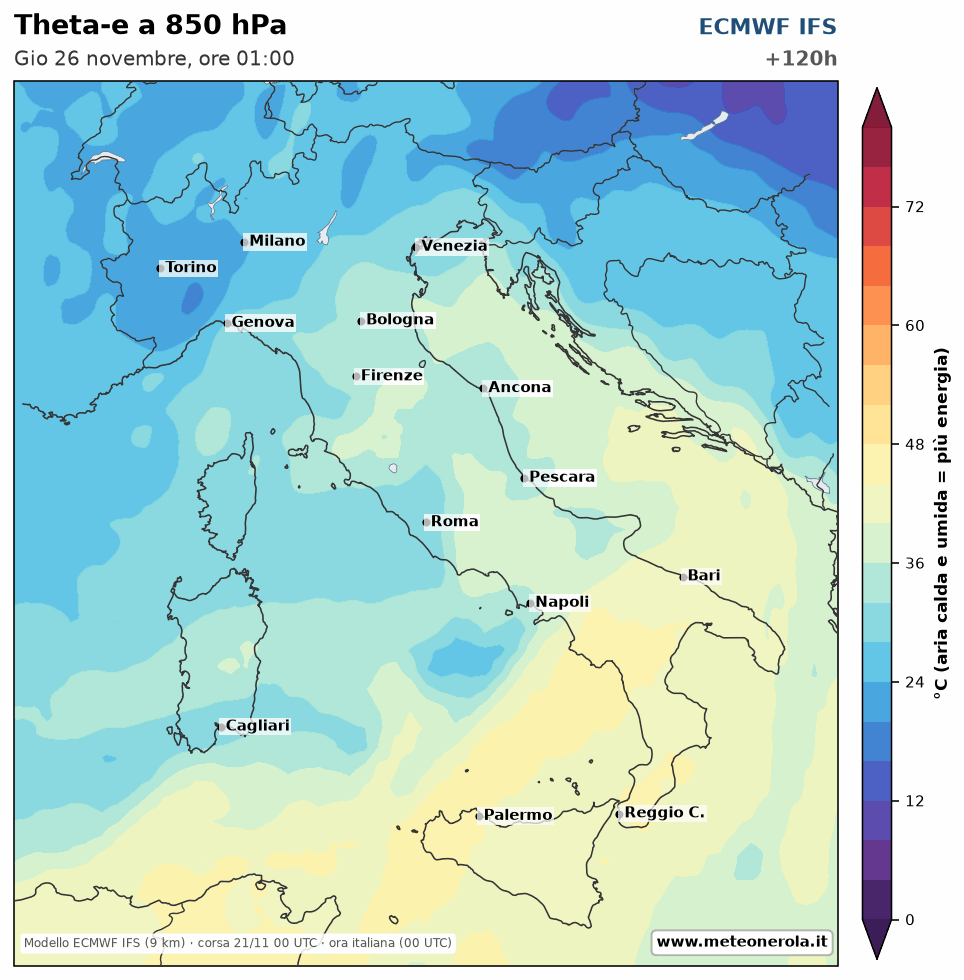 Theta-e a 850 hPa
ECMWF IFS
Gio 26 novembre, ore 01:00
+120h
Milano
Venezia
Torino
Genova
Bologna
Firenze
Ancona
Pescara
Roma
Bari
Napoli
Cagliari
Palermo
Reggio C.
72
60
48
36
24
12
0
°C (aria calda e umida = più energia)
Modello ECMWF IFS (9 km) · corsa 21/11 00 UTC · ora italiana (00 UTC)
www.meteonerola.it